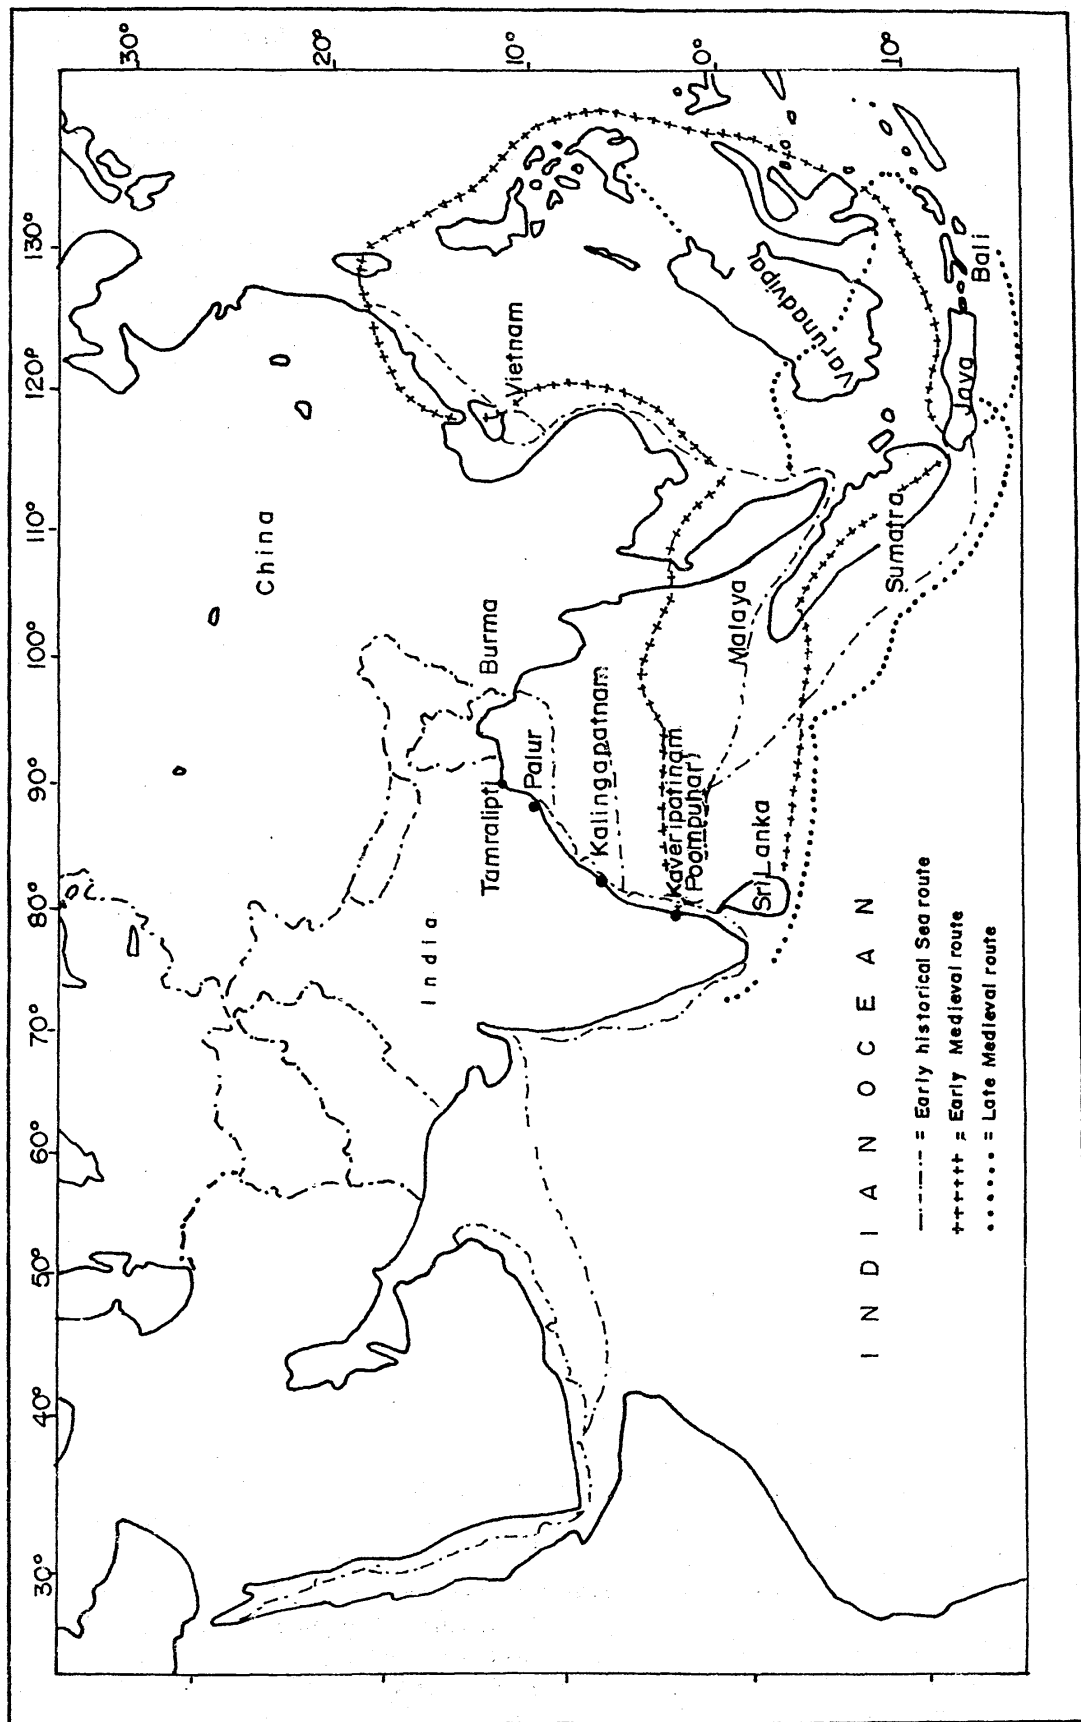 30°
40°
50°
60°
70°
80°
90°
100°
110°
120°
130°
30°
20°
10°
0°
10°
China
India
Burma
Vietnam
Tamralipti
Palur
Kalingapatnam
Kaveripatinam
(Poompuhar)
Sri Lanka
Malaya
Sumatra
Varunadvipa
Java
Bali
INDIAN OCEAN
—·—·— = Early historical Sea route
++++++ = Early Medieval route
•••••• = Late Medieval route